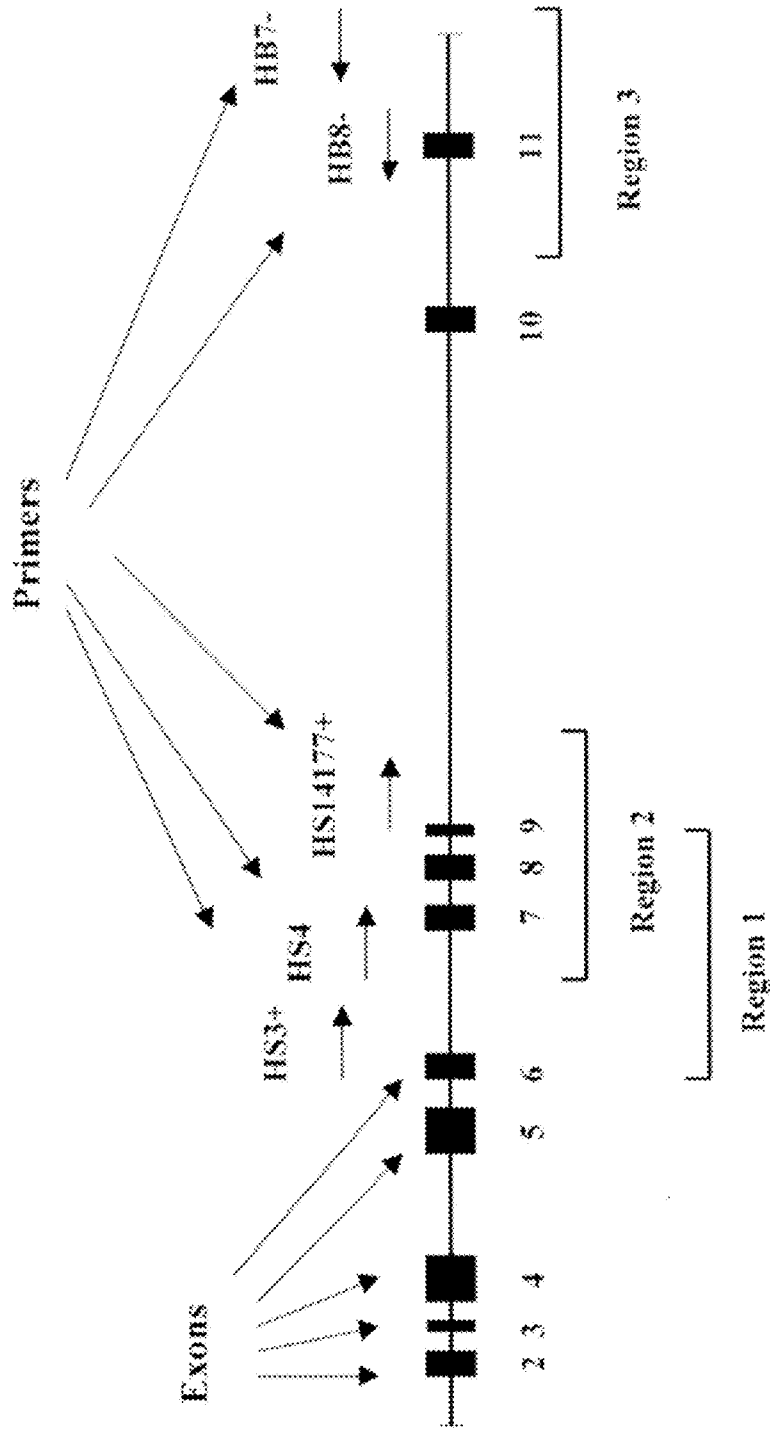 Primers
Exons
HS3+
HS4
HS14177+
HB8-
HB7-
2 3 4 5 6 7 8 9 10 11
Region 2
Region 3
Region 1